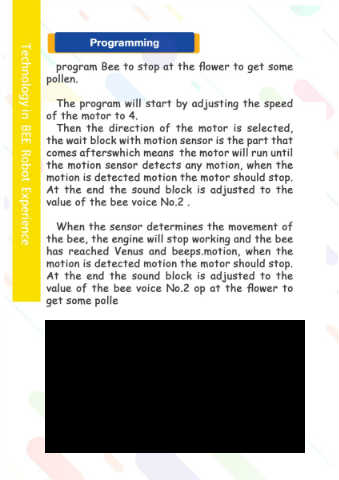 Programming
Technology in BEE Robot Experience
program Bee to stop at the flower to get some
pollen.
The program will start by adjusting the speed
of the motor to 4.
Then the direction of the motor is selected,
the wait block with motion sensor is the part that
comes afterswhich means the motor will run until
the motion sensor detects any motion, when the
motion is detected motion the motor should stop.
At the end the sound block is adjusted to the
value of the bee voice No.2 .
When the sensor determines the movement of
the bee, the engine will stop working and the bee
has reached Venus and beeps.motion, when the
motion is detected motion the motor should stop.
At the end the sound block is adjusted to the
value of the bee voice No.2 op at the flower to
get some polle